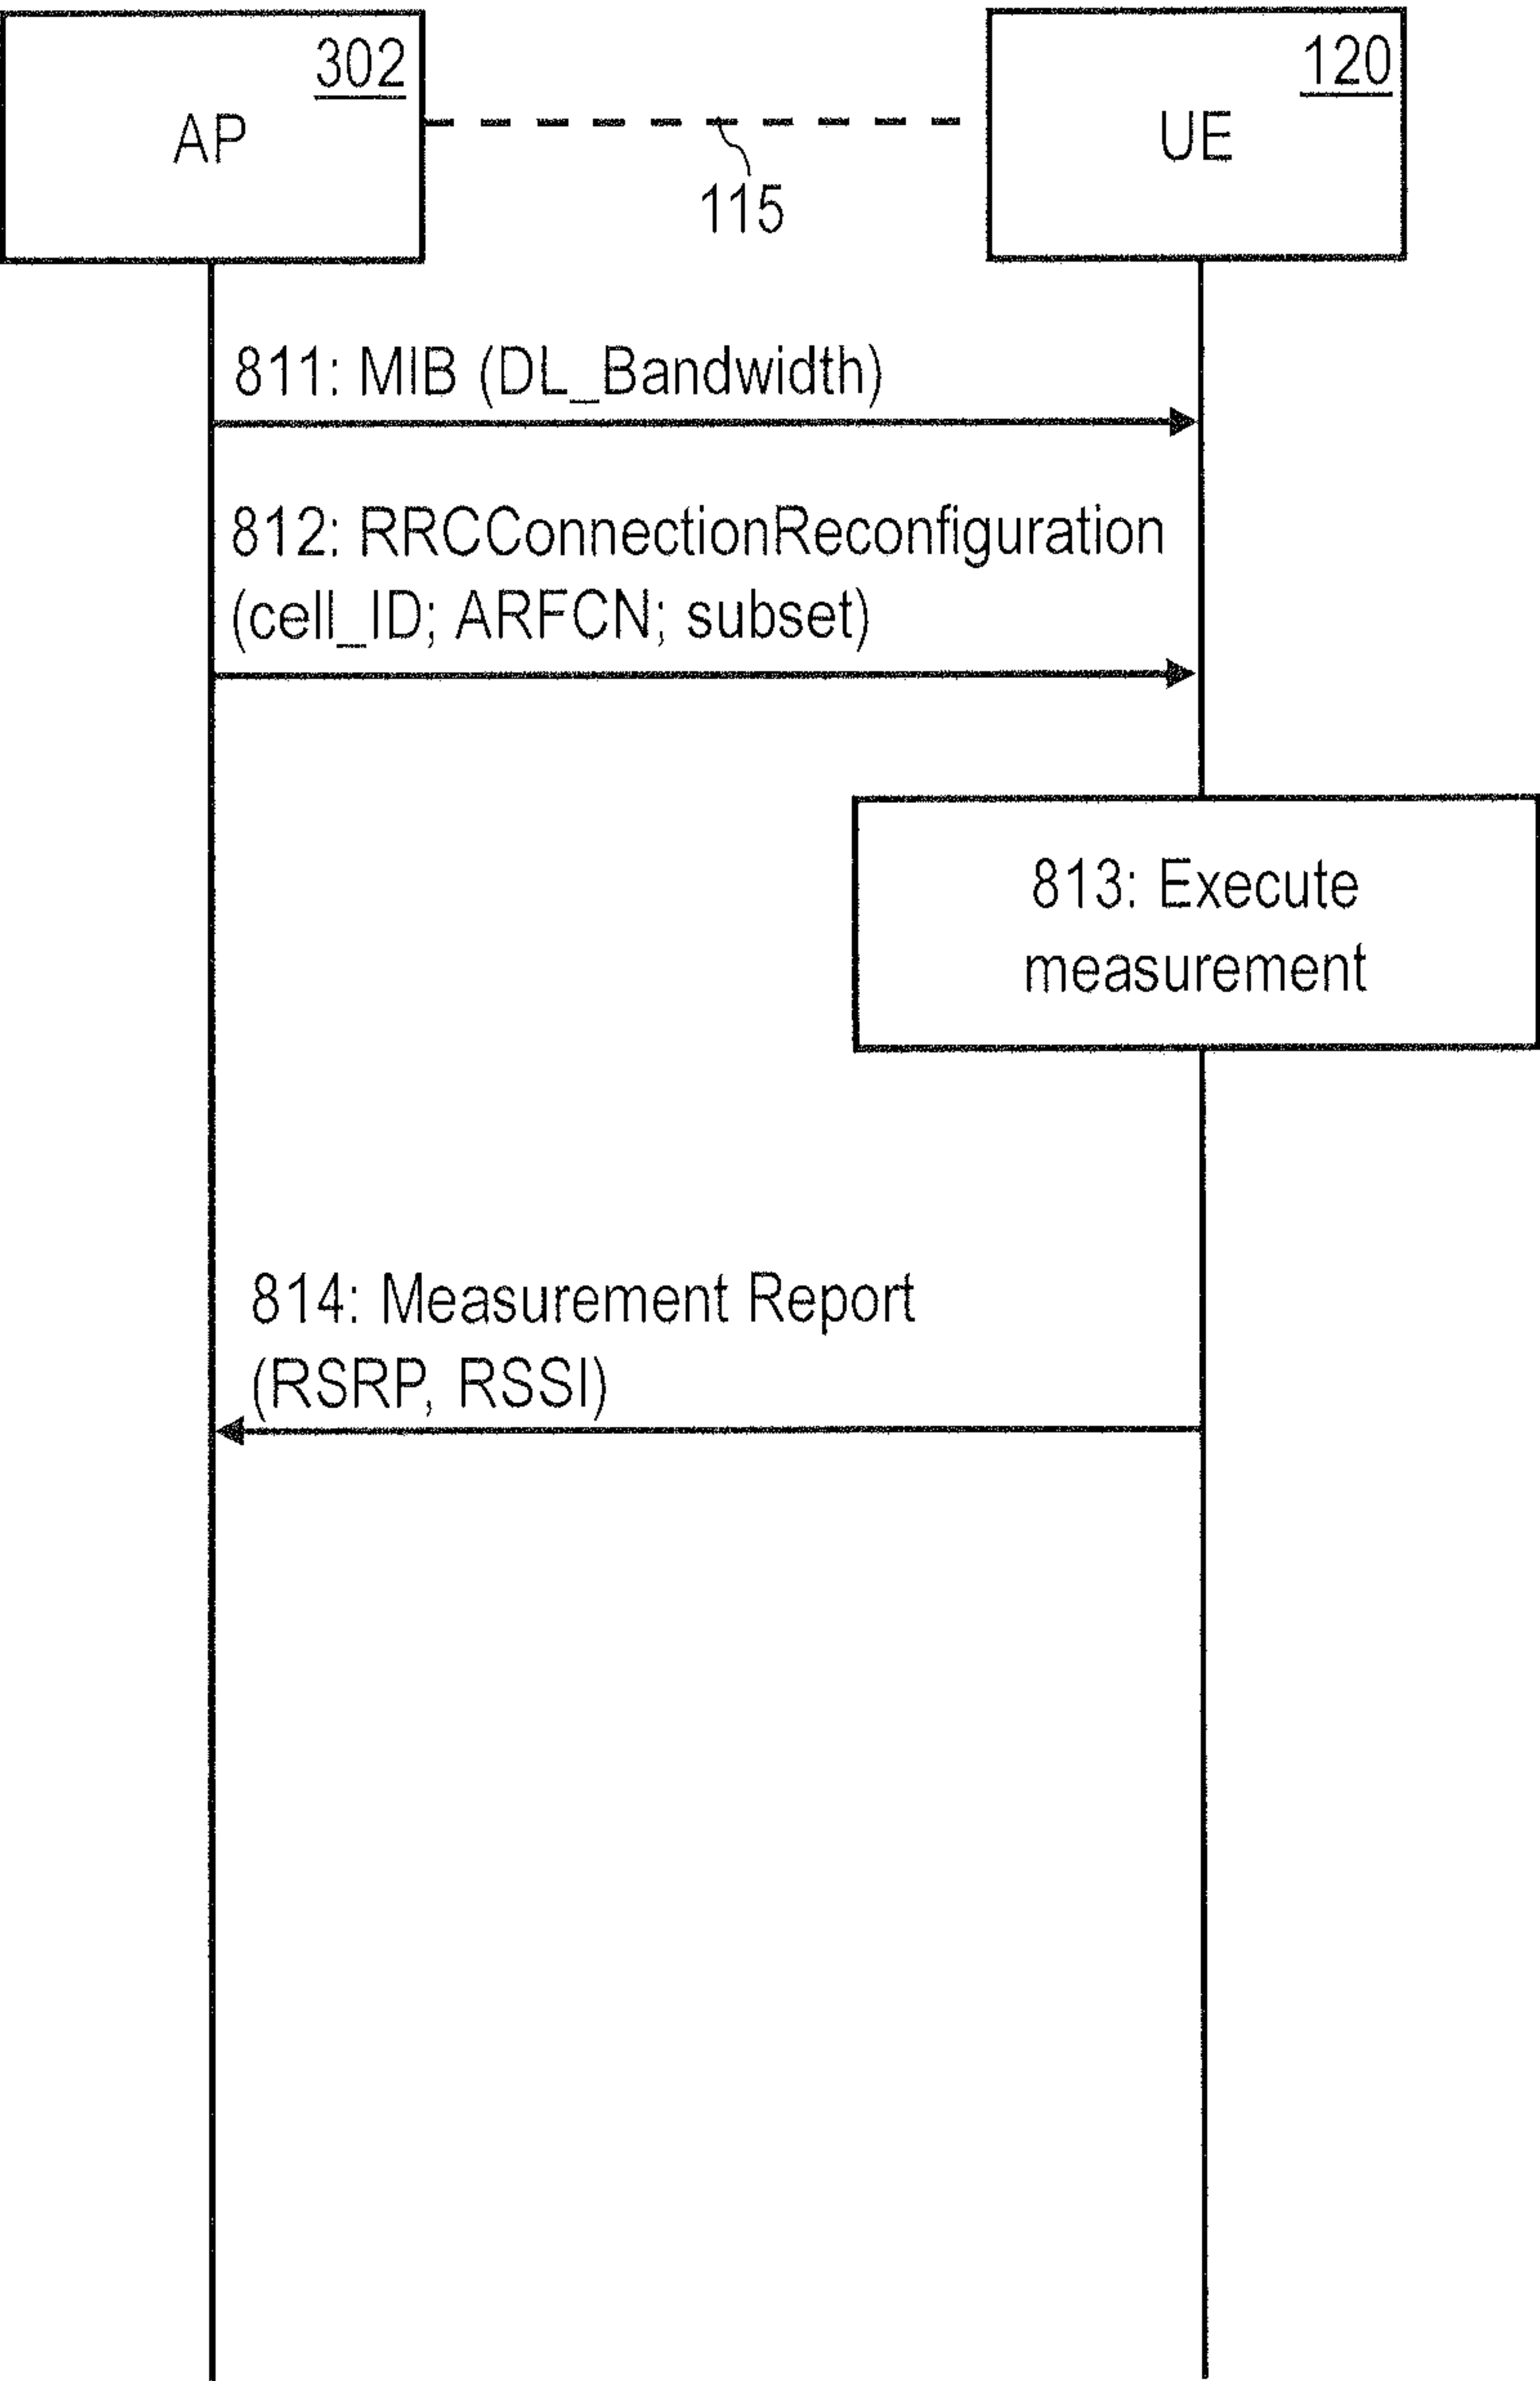 302
AP
120
UE
115
811: MIB (DL_Bandwidth)
812: RRCConnectionReconfiguration
(cell_ID; ARFCN; subset)
813: Execute
measurement
814: Measurement Report
(RSRP, RSSI)